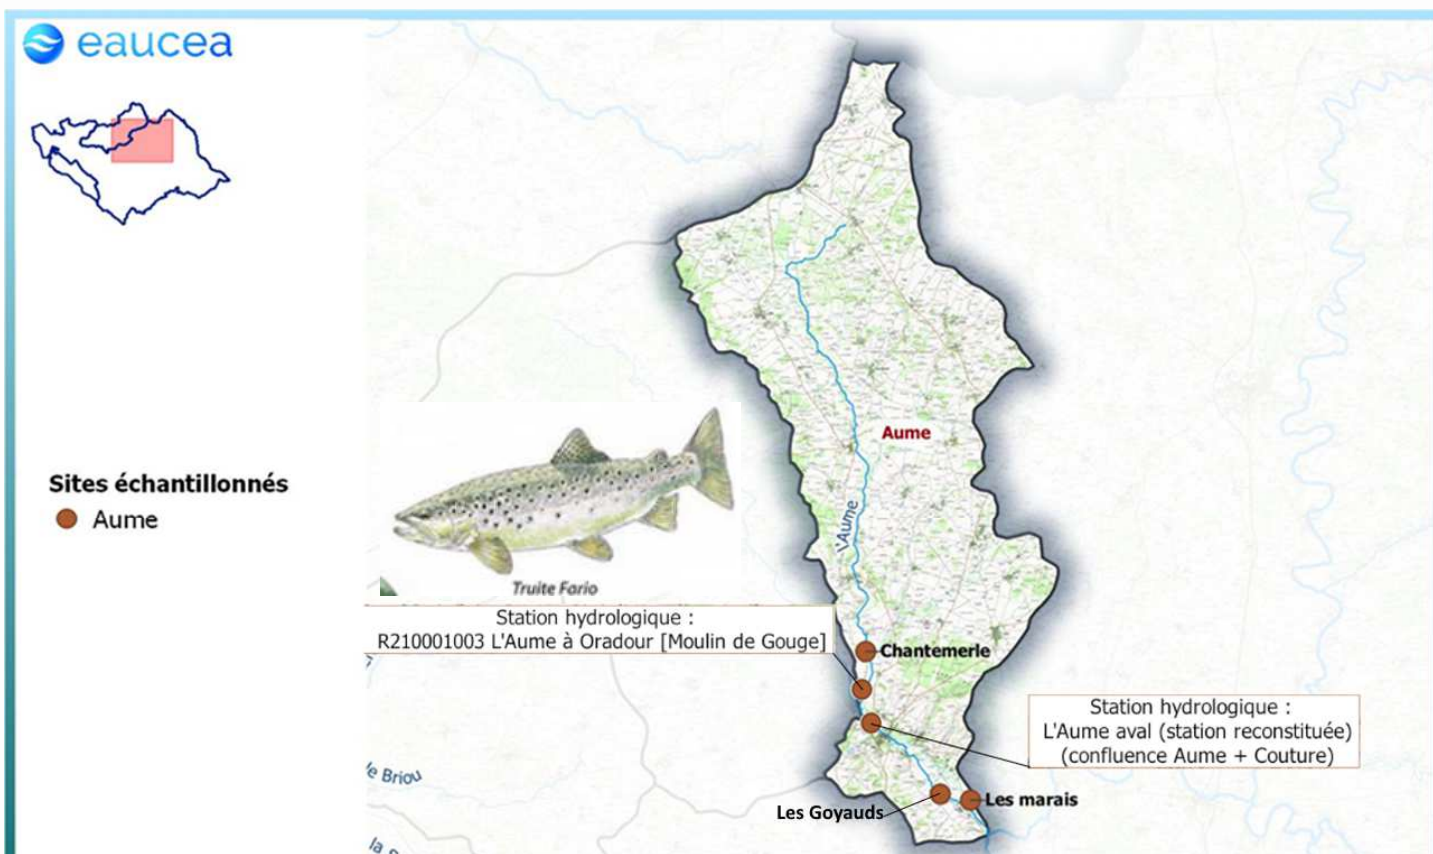 eaucea
Sites échantillonnés
Aume
Truite Fario
Station hydrologique :
R210001003 L'Aume à Oradour [Moulin de Gouge]
Aume
L'Aume
Chantemerle
Station hydrologique :
L'Aume aval (station reconstituée)
(confluence Aume + Couture)
Les Goyauds
Les marais
Briou
la